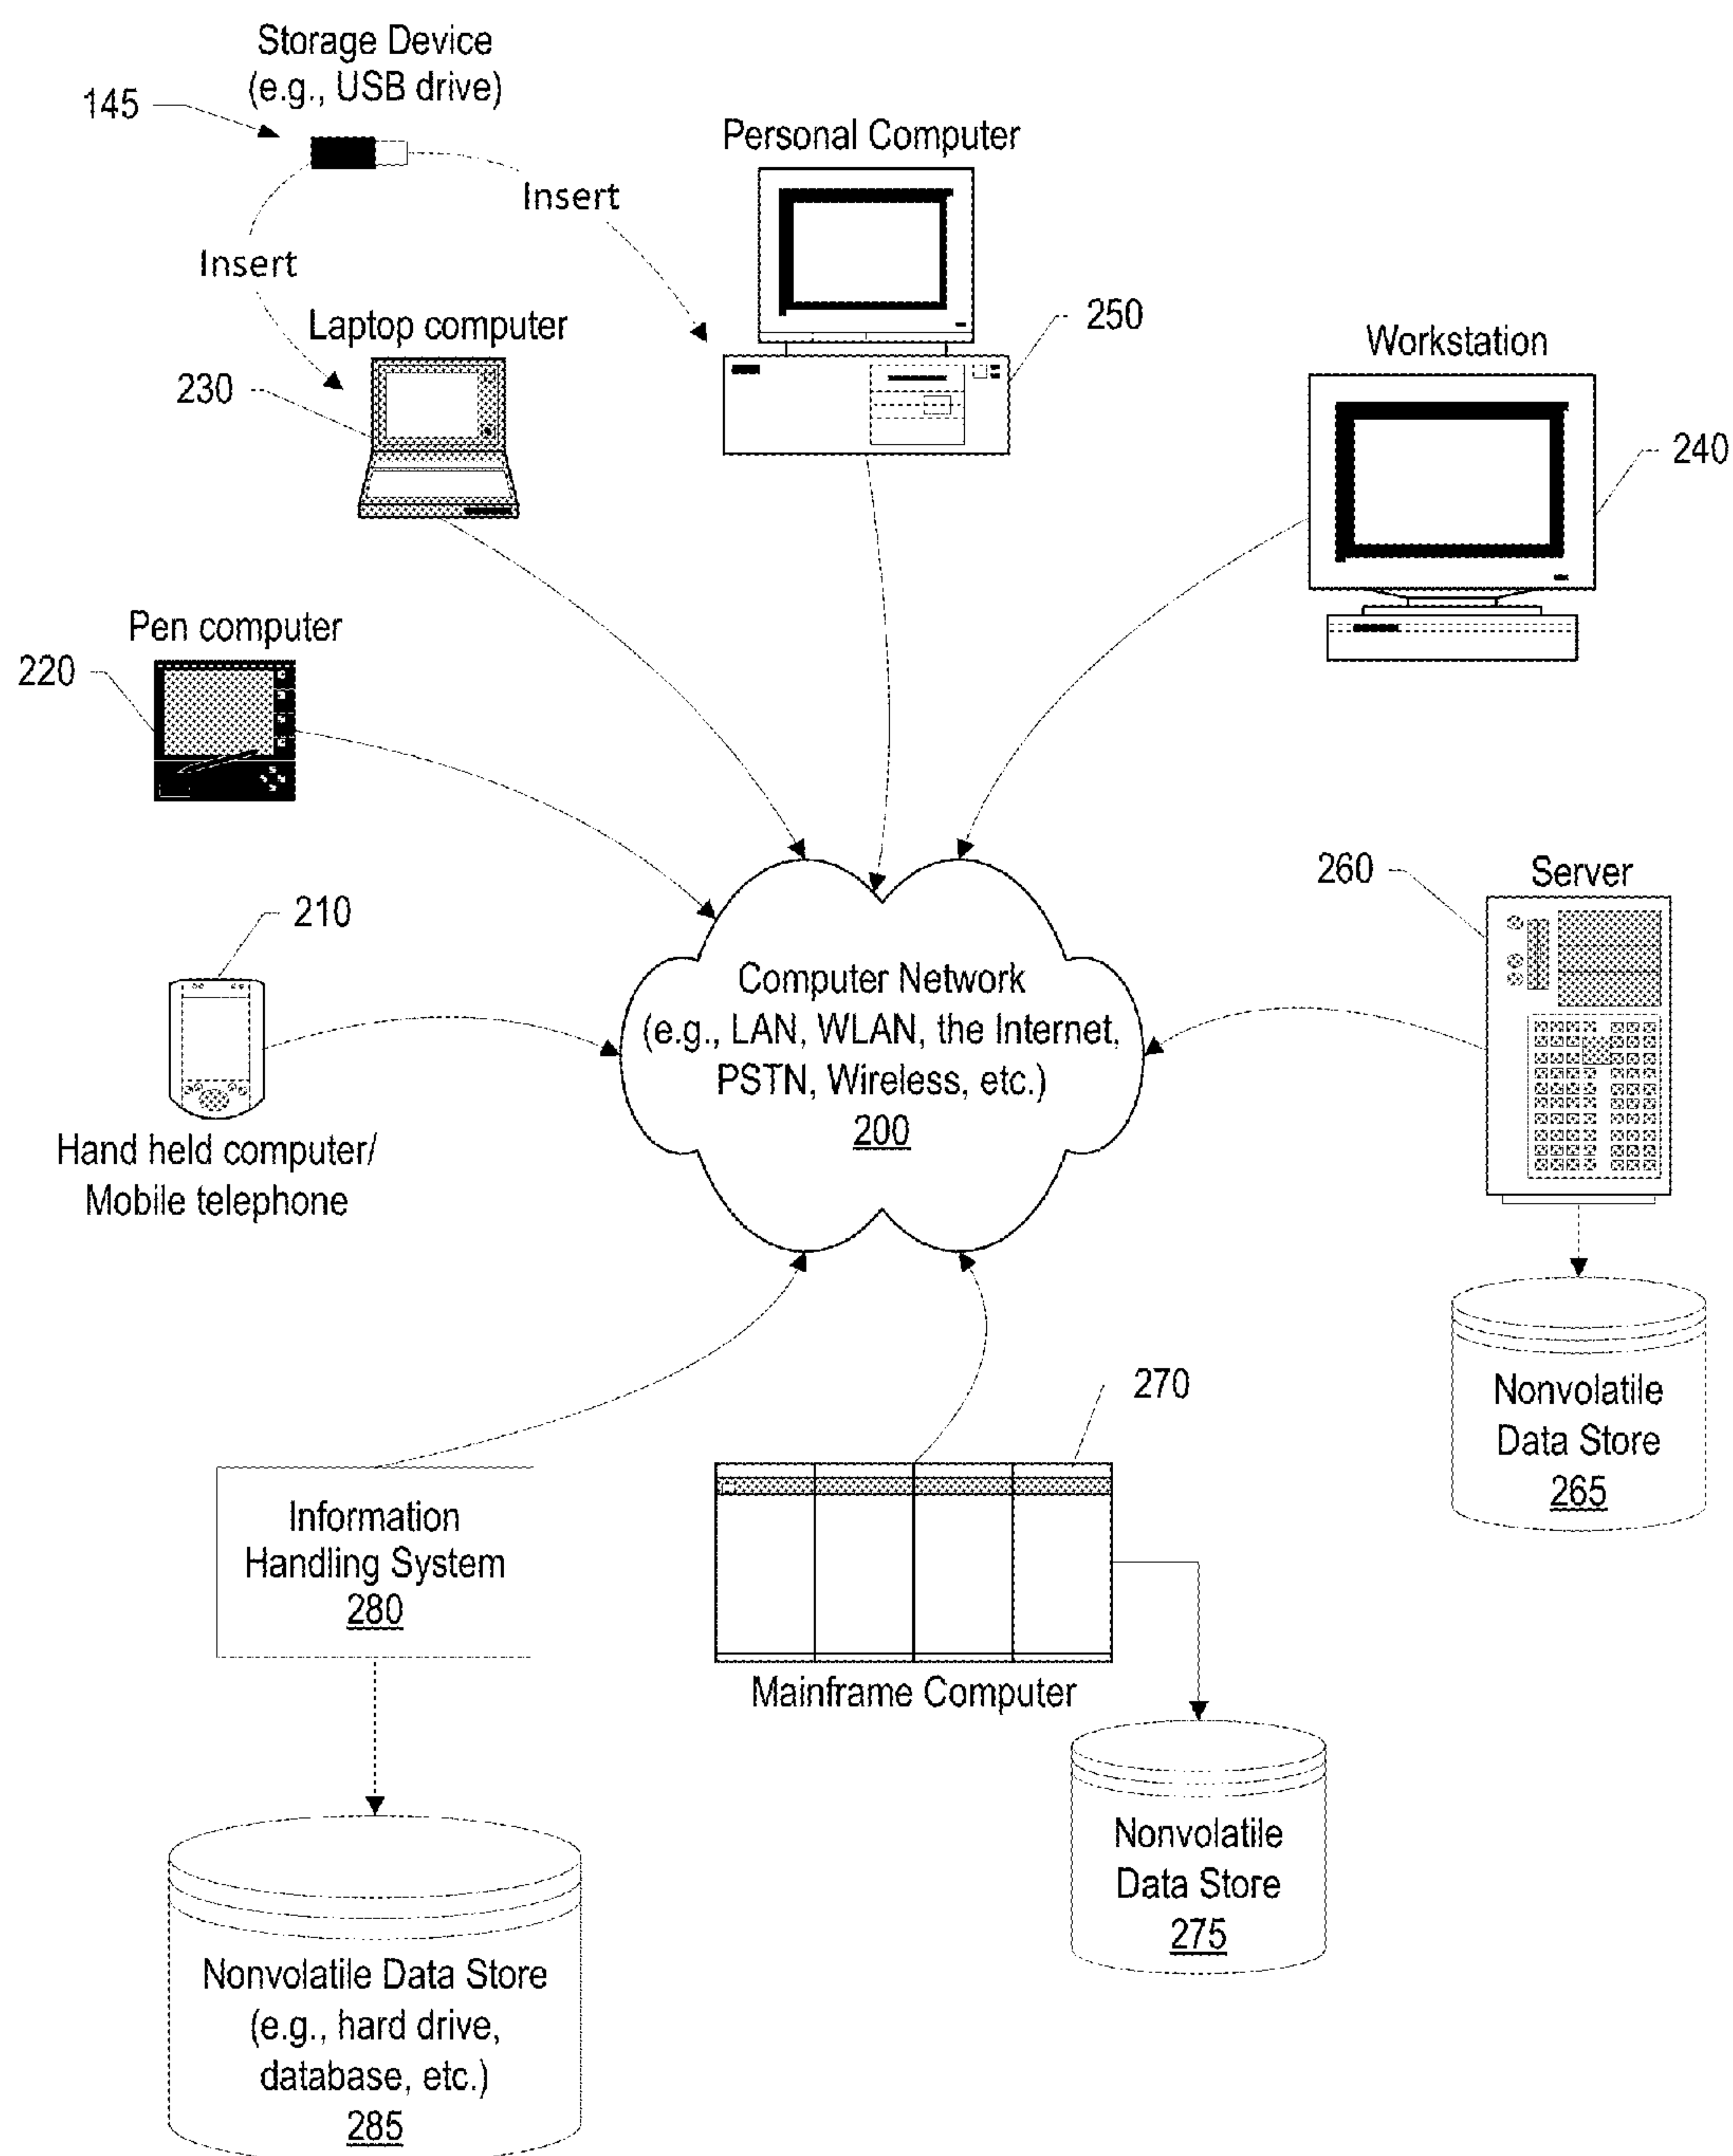 Storage Device
(e.g., USB drive)
145
Personal Computer
Insert
Insert
Laptop computer
250
Workstation
230
240
Pen computer
220
260
Server
210
Computer Network
(e.g., LAN, WLAN, the Internet,
PSTN, Wireless, etc.)
200
Hand held computer/
Mobile telephone
270
Nonvolatile
Data Store
265
Information
Handling System
280
Mainframe Computer
Nonvolatile
Data Store
275
Nonvolatile Data Store
(e.g., hard drive,
database, etc.)
285